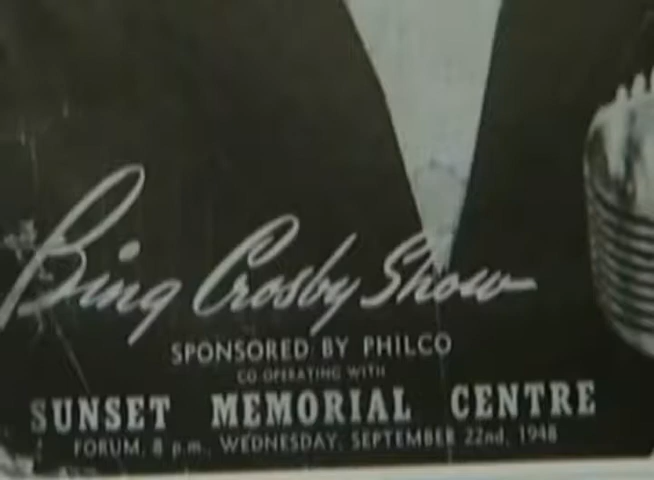 Bing Crosby Show
SPONSORED BY PHILCO
CO-OPERATING WITH
SUNSET MEMORIAL CENTRE
FORUM, 8 p.m., WEDNESDAY, SEPTEMBER 22nd, 1948